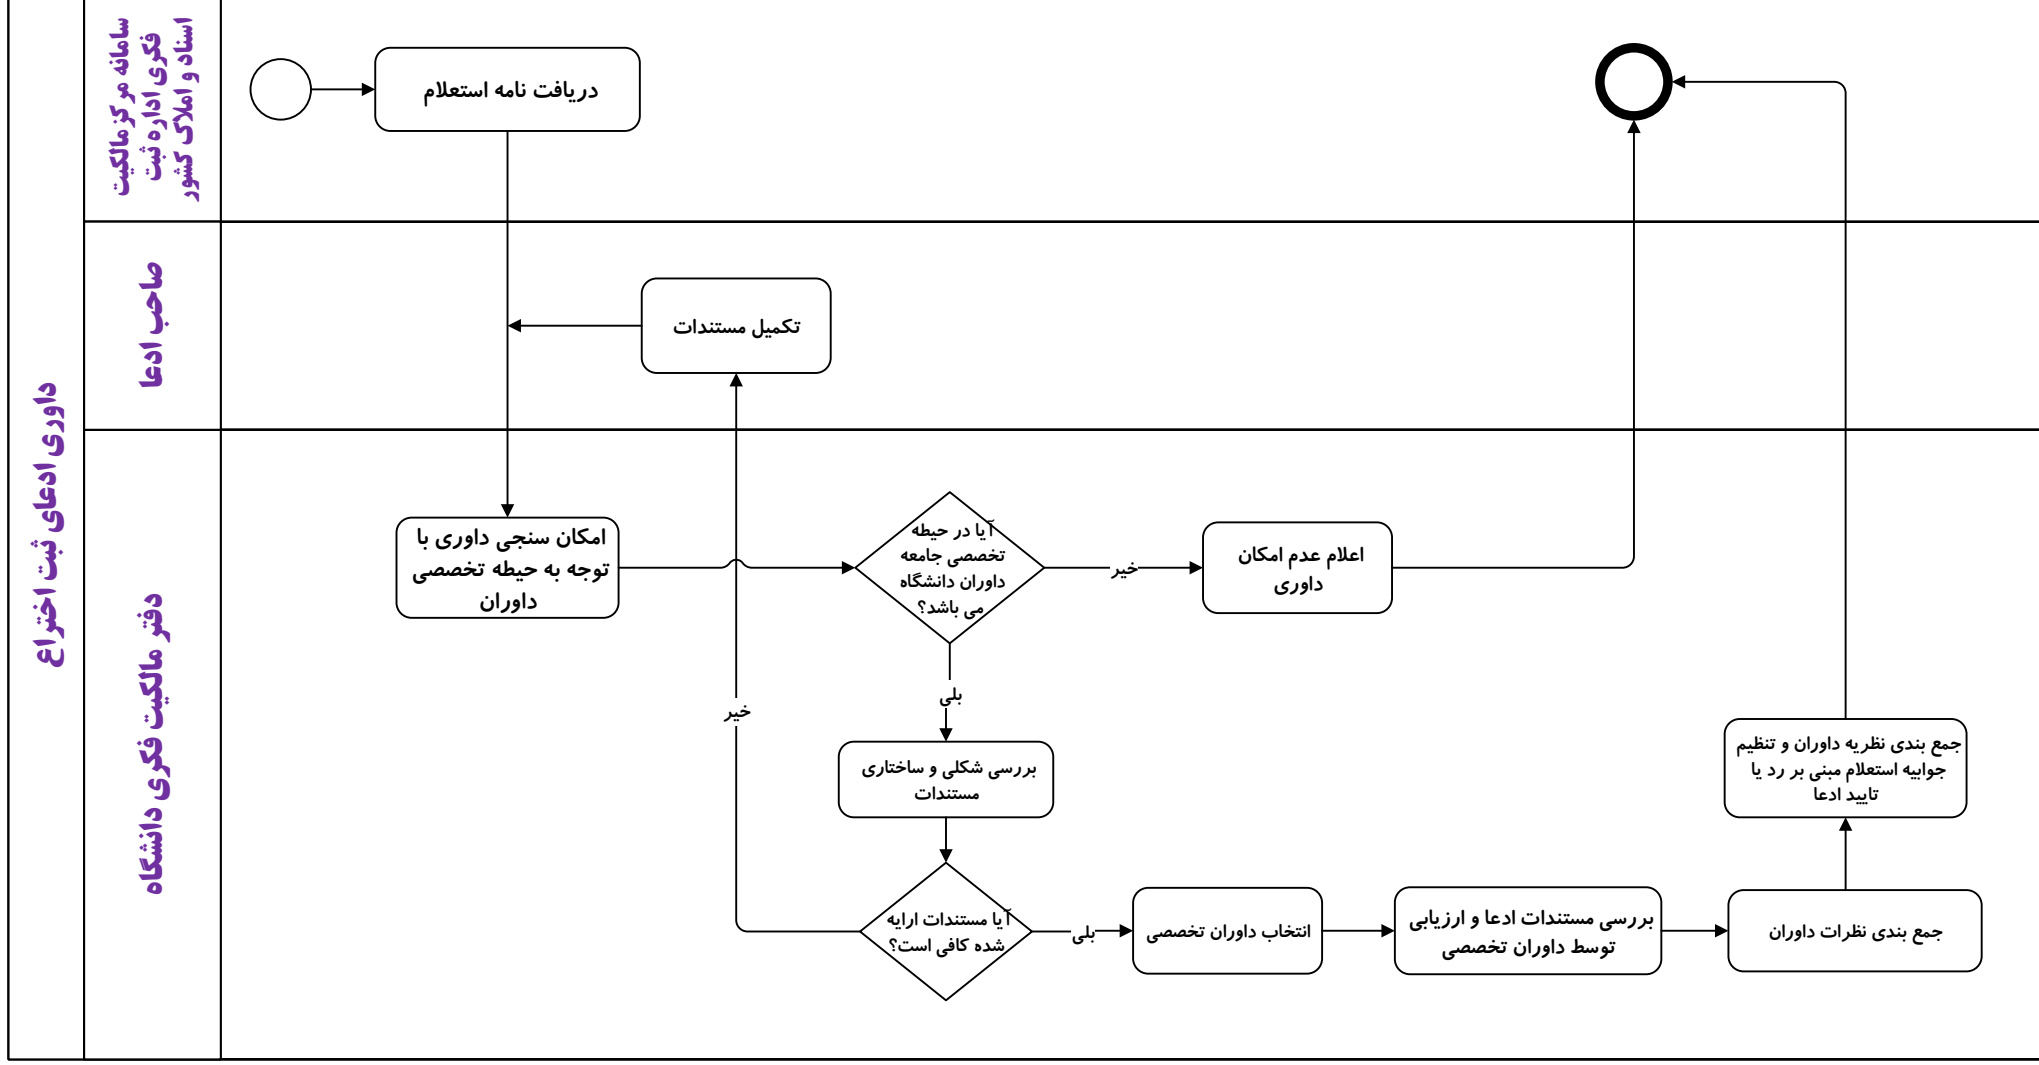 داوری ادعای ثبت اختراع
سامانه مرکز مالکیت
فکری اداره ثبت
اسناد و املاک کشور
دریافت نامه استعلام
صاحب ادعا
تکمیل مستندات
دفتر مالکیت فکری دانشگاه
امکان سنجی داوری با
توجه به حیطه تخصصی
داوران
آیا در حیطه
تخصصی جامعه
داوران دانشگاه
می باشد؟
خیر
اعلام عدم امکان
داوری
بلی
خیر
بررسی شکلی و ساختاری
مستندات
آیا مستندات ارایه
شده کافی است؟
بلی
انتخاب داوران تخصصی
بررسی مستندات ادعا و ارزیابی
توسط داوران تخصصی
جمع بندی نظرات داوران
جمع بندی نظریه داوران و تنظیم
جوابیه استعلام مبنی بر رد یا
تایید ادعا